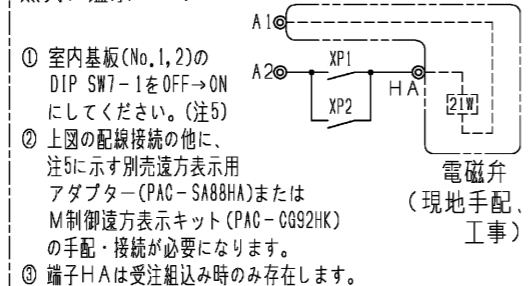 A1
① 室内基板(No.1,2)の
DIP SW7-1をOFF→ON
にしてください。(注5)
A2
XP1
XP2
HA
21W
② 上図の配線接続の他に、
注5に示す別売遠方表示用
アダプター(PAC-SA88HA)または
M制御遠方表示キット(PAC-CG92HK)
の手配・接続が必要になります。
電磁弁
(現地手配、
工事)
③ 端子HAは受注組込み時のみ存在します。